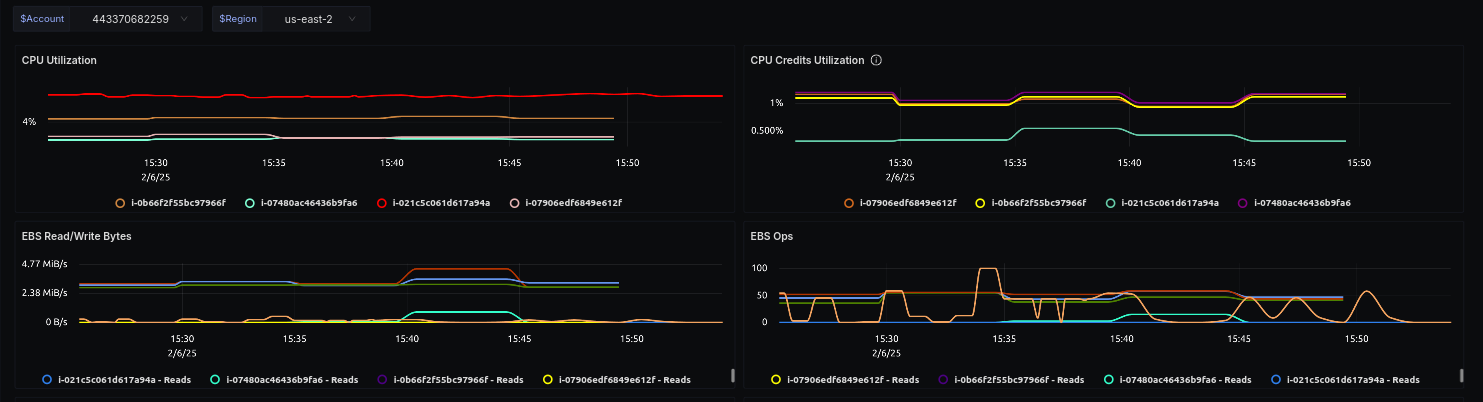 $Account 443370682259 $Region us-east-2
CPU Utilization
4%
15:30 15:35 15:40 15:45 15:50
2/6/25
i-0b66f2f55bc97966f i-07480ac46436b9fa6 i-021c5c061d617a94a i-07906edf6849e612f
CPU Credits Utilization
1%
0.500%
15:30 15:35 15:40 15:45 15:50
2/6/25
i-07906edf6849e612f i-0b66f2f55bc97966f i-021c5c061d617a94a i-07480ac46436b9fa6
EBS Read/Write Bytes
4.77 MiB/s
2.38 MiB/s
0 B/s
15:30 15:35 15:40 15:45 15:50
2/6/25
i-021c5c061d617a94a - Reads i-07480ac46436b9fa6 - Reads i-0b66f2f55bc97966f - Reads i-07906edf6849e612f - Reads
EBS Ops
100
50
0
15:30 15:35 15:40 15:45 15:50
2/6/25
i-07906edf6849e612f - Reads i-0b66f2f55bc97966f - Reads i-07480ac46436b9fa6 - Reads i-021c5c061d617a94a - Reads